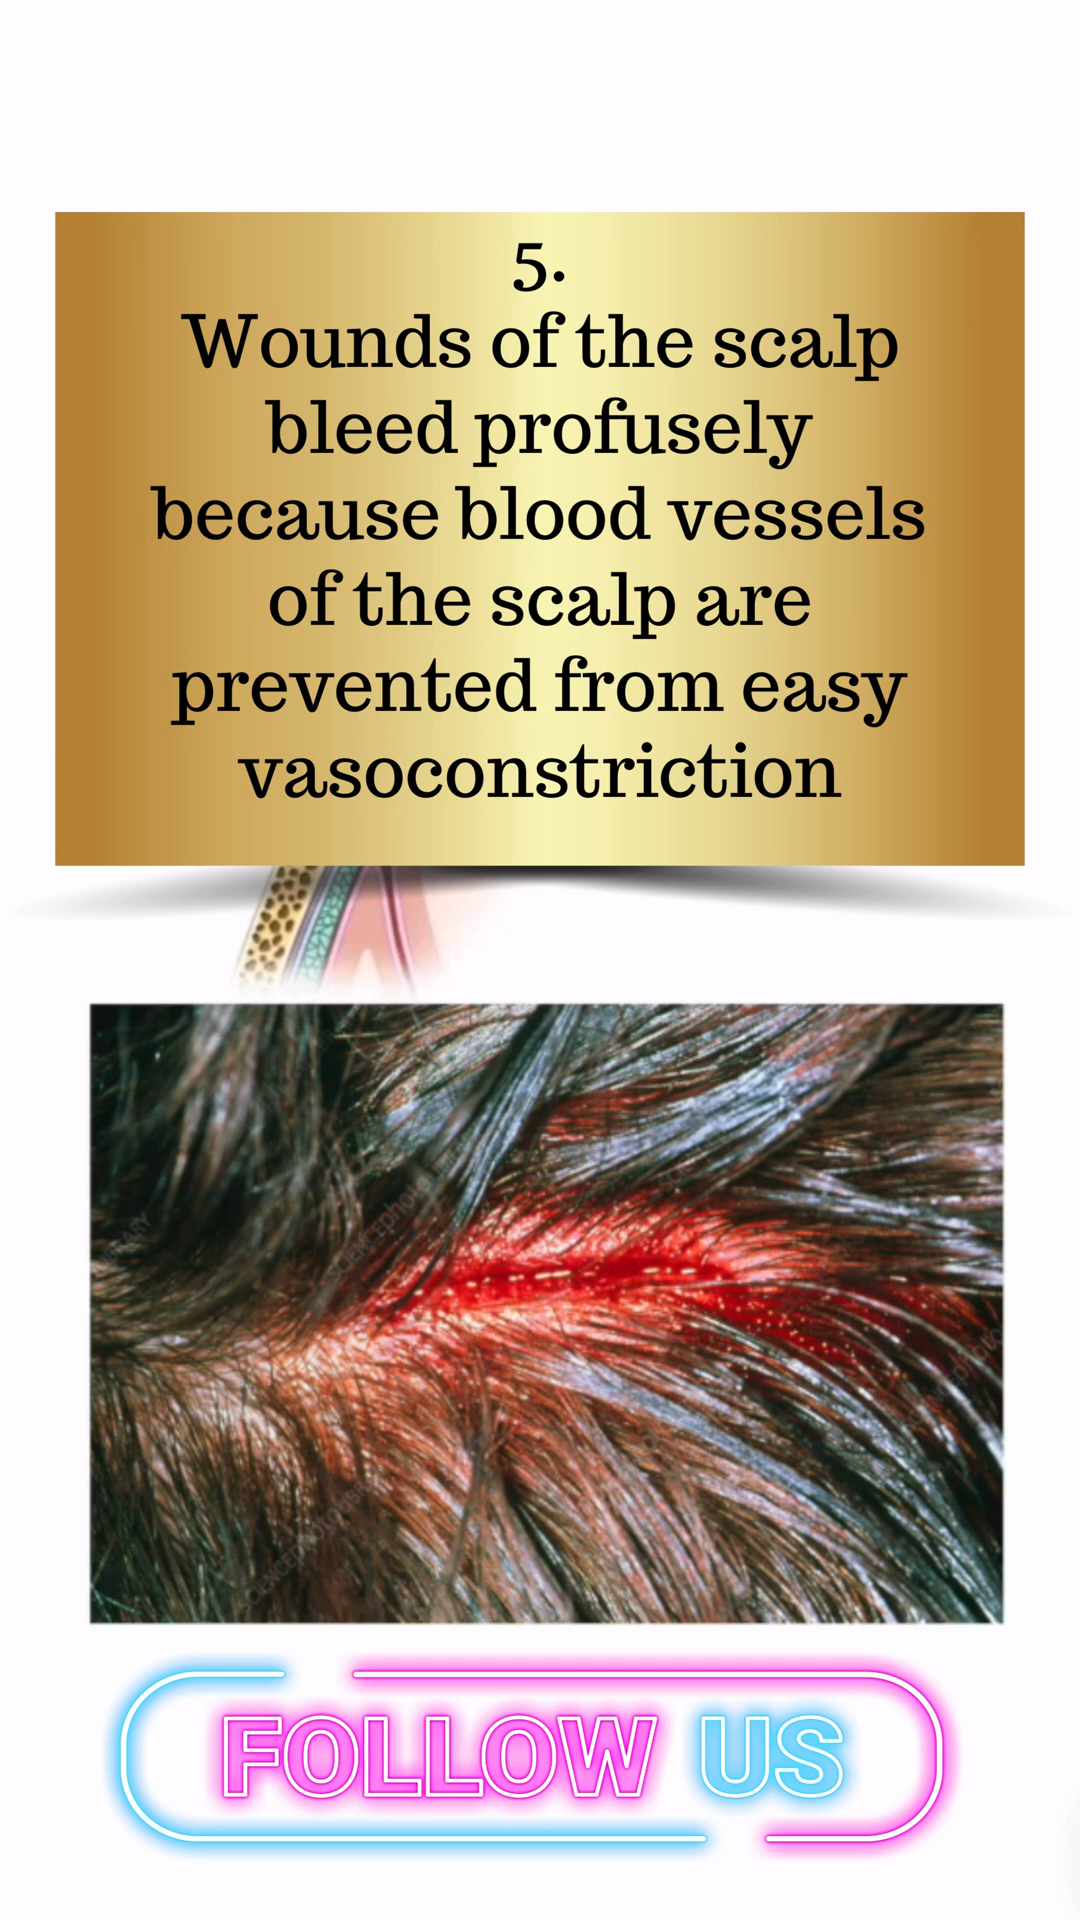 5.
Wounds of the scalp
bleed profusely
because blood vessels
of the scalp are
prevented from easy
vasoconstriction
FOLLOW US